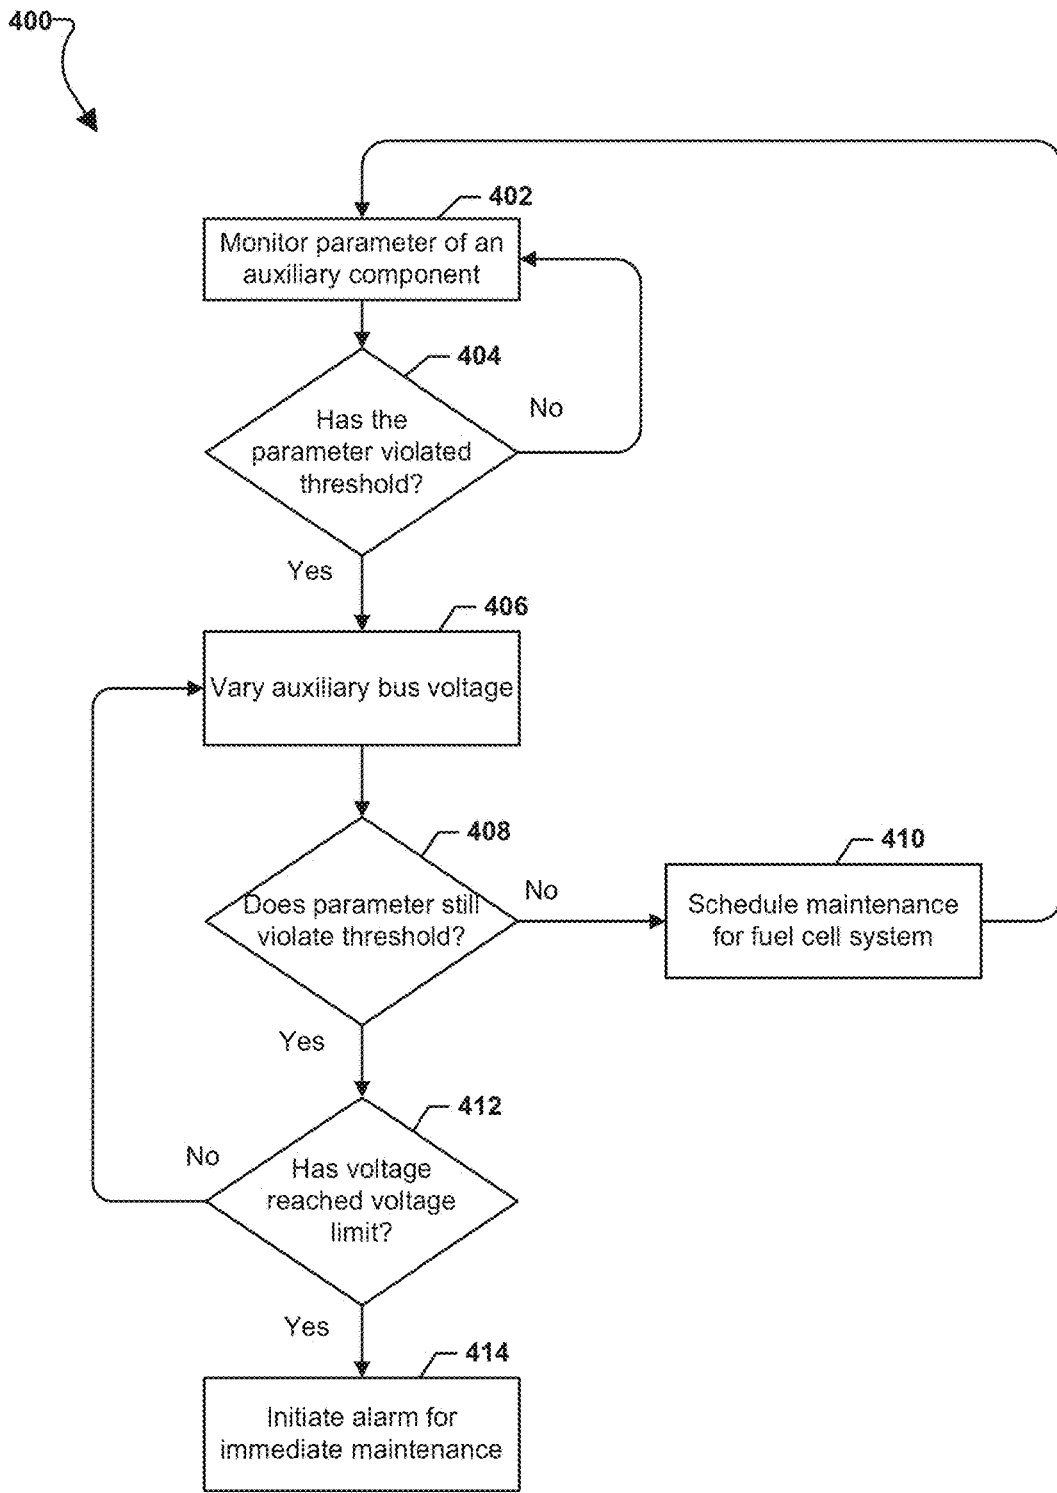 400
402
Monitor parameter of an
auxiliary component
404
Has the
parameter violated
threshold?
No
Yes
406
Vary auxiliary bus voltage
408
Does parameter still
violate threshold?
No
410
Schedule maintenance
for fuel cell system
Yes
412
No
Has voltage
reached voltage
limit?
Yes
414
Initiate alarm for
immediate maintenance